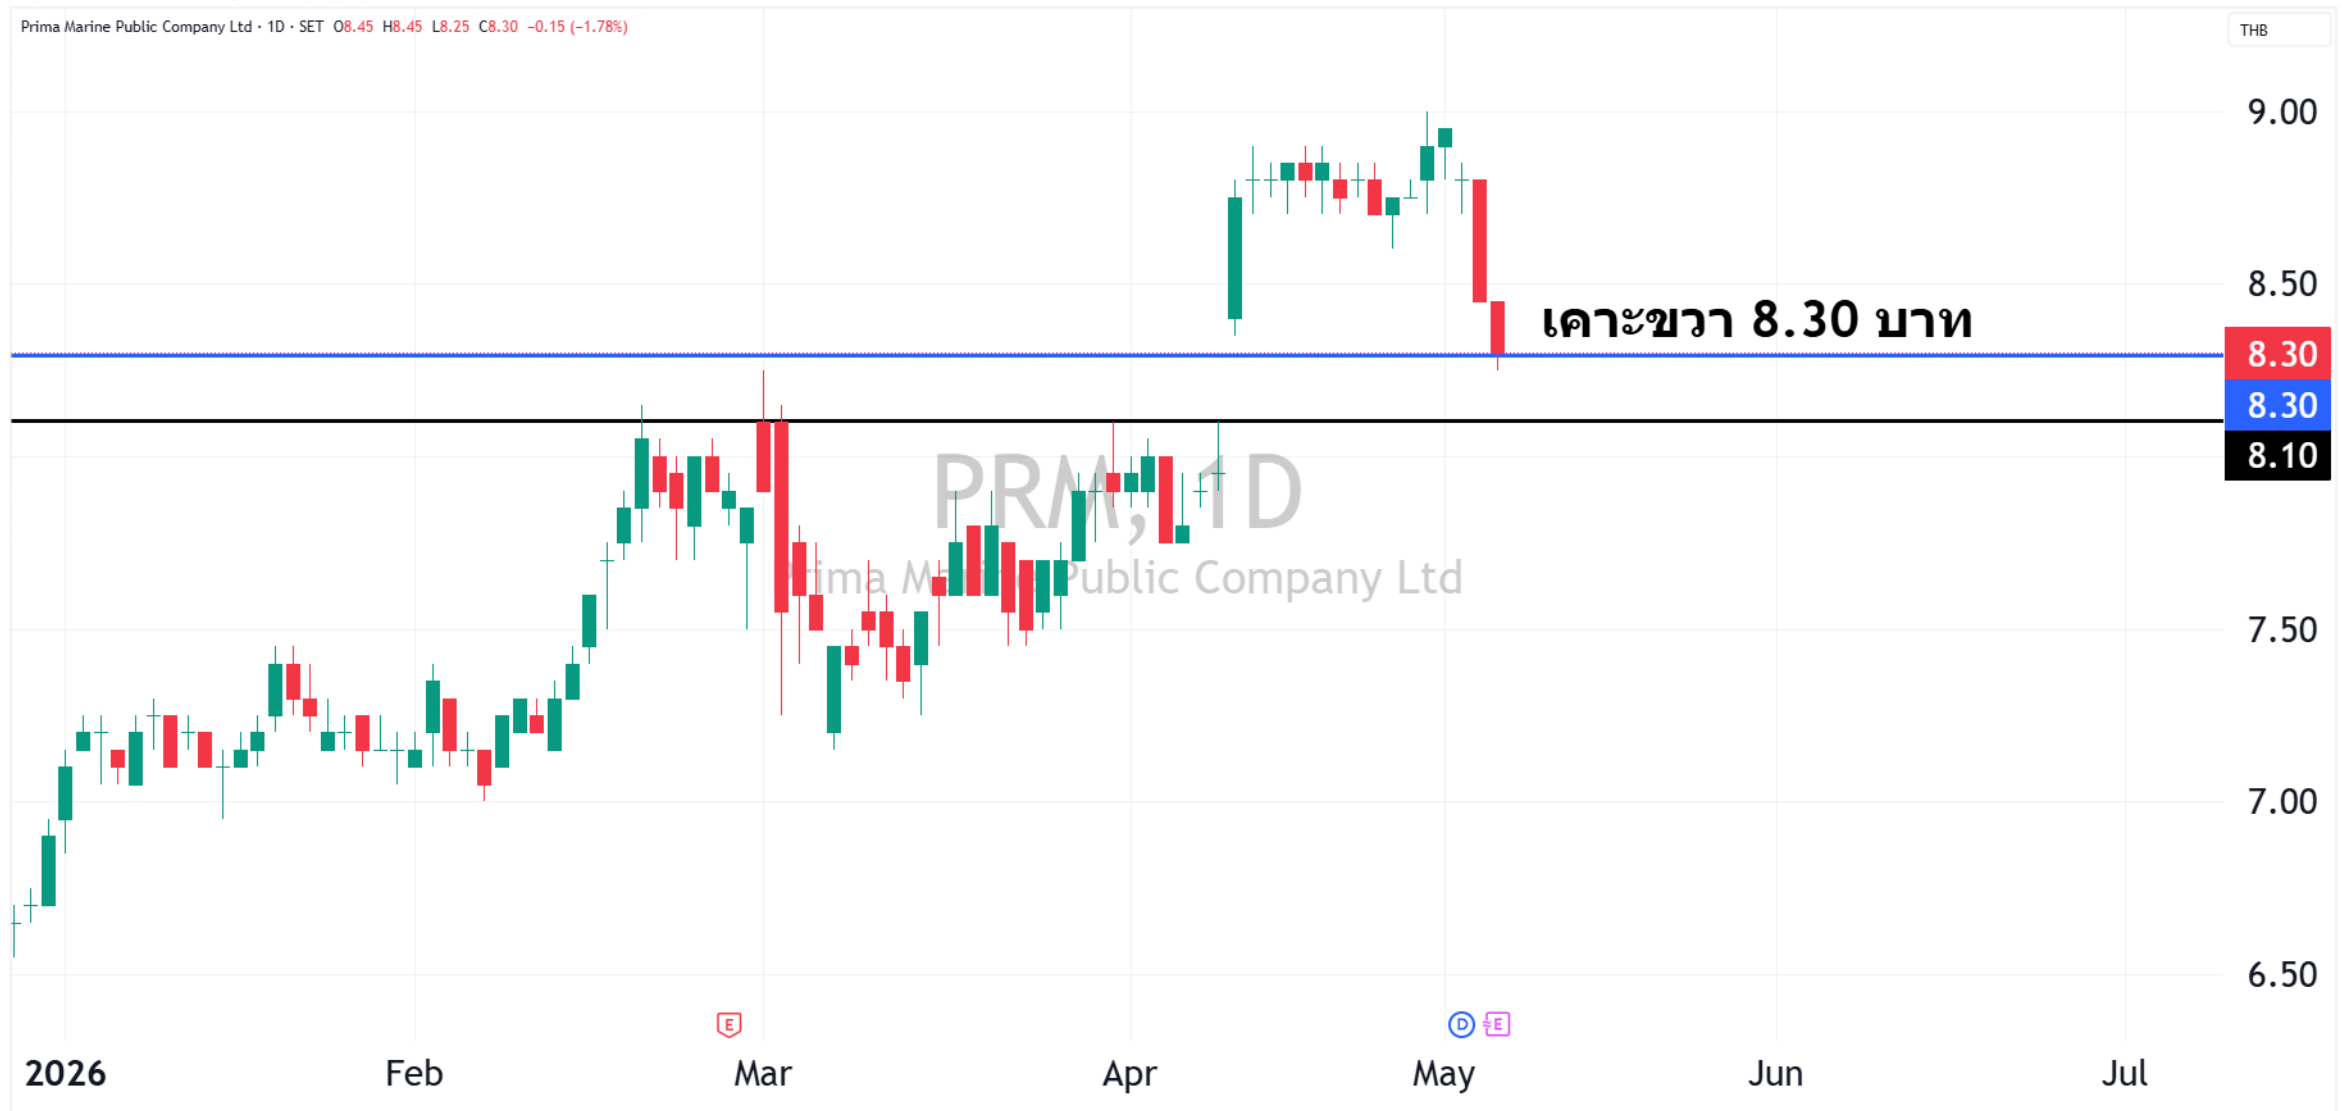 Prima Marine Public Company Ltd · 1D · SET O8.45 H8.45 L8.25 C8.30 −0.15 (−1.78%)
THB
9.00
8.50
เคาะขวา 8.30 บาท
8.30
8.30
8.10
PRM, 1D
Prima Marine Public Company Ltd
7.50
7.00
6.50
E
D
≈E
2026 Feb Mar Apr May Jun Jul